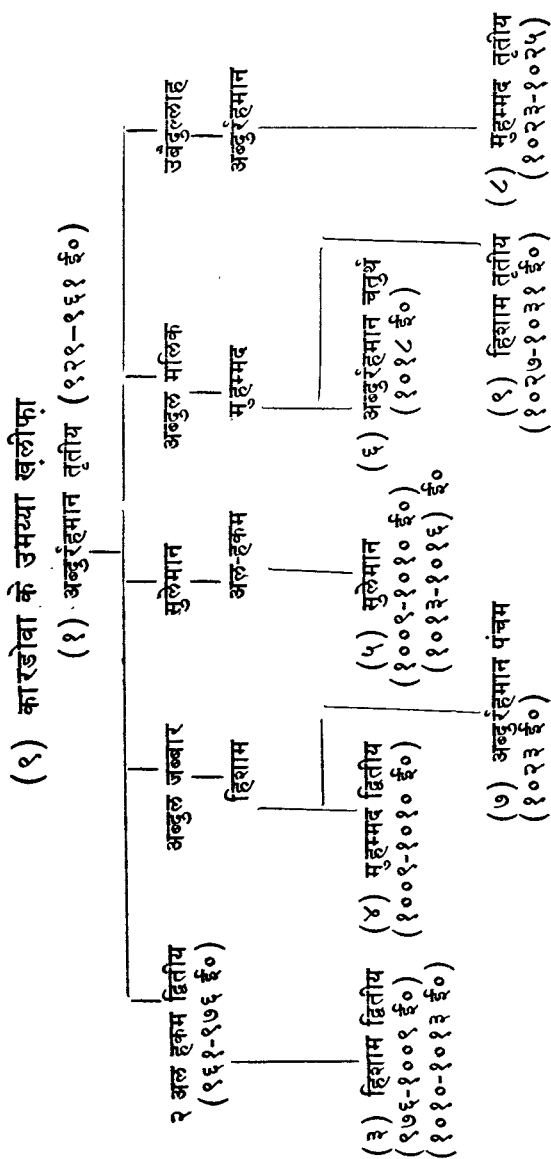 (९) कारडोवा के उमय्या ख़लीफ़ा
(१) अब्दुर्रहमान तृतीय (९२९-९६१ ई०)
२ अल हकम द्वितीय
(९६१-९७६ ई०)
अब्दुल जब्बार
सुलेमान
अब्दुल मलिक
उबैदुल्लाह
हिशाम
अल-हकम
मुहम्मद
अब्दुर्रहमान
(३) हिशाम द्वितीय
(९७६-१००९ ई०)
(१०१०-१०१३ ई०)
(४) मुहम्मद द्वितीय
(१००९-१०१० ई०)
(५) सुलेमान
(१००९-१०१० ई०)
(१०१३-१०१६) ई०
(६) अब्दुर्रहमान चतुर्थ
(१०१८ ई०)
(७) अब्दुर्रहमान पंचम
(१०२३ ई०)
(९) हिशाम तृतीय
(१०२७-१०३१ ई०)
(८) मुहम्मद तृतीय
(१०२३-१०२५)